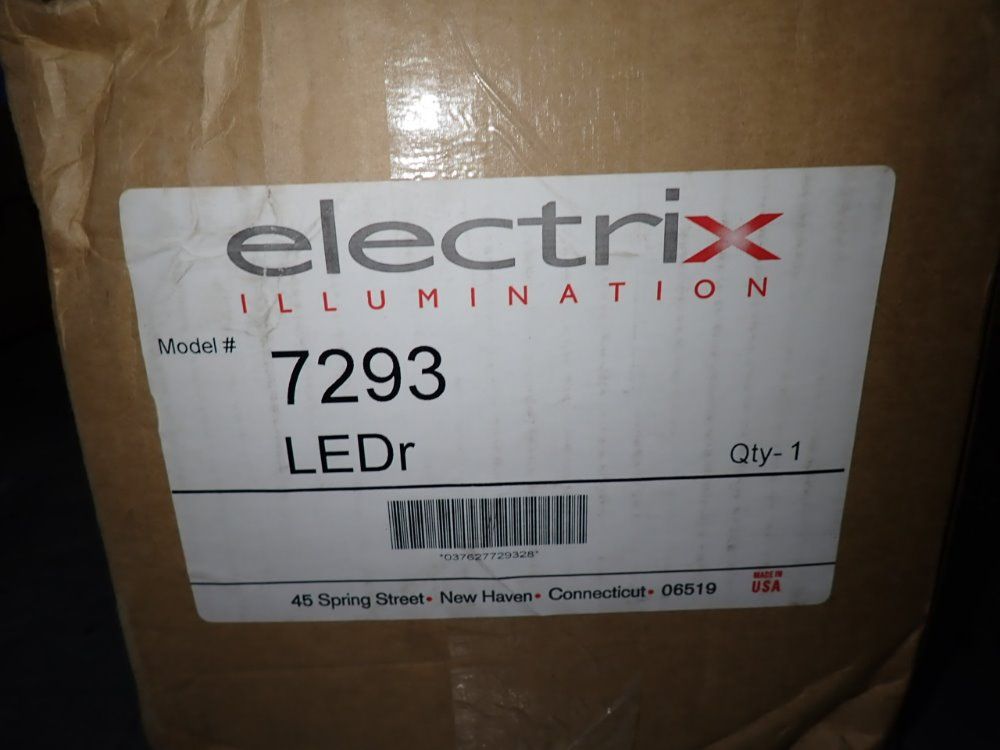 electrix
ILLUMINATION
Model # 7293
LEDr
Qty- 1
*037627729328*
45 Spring Street• New Haven• Connecticut• 06519
MADE IN
USA